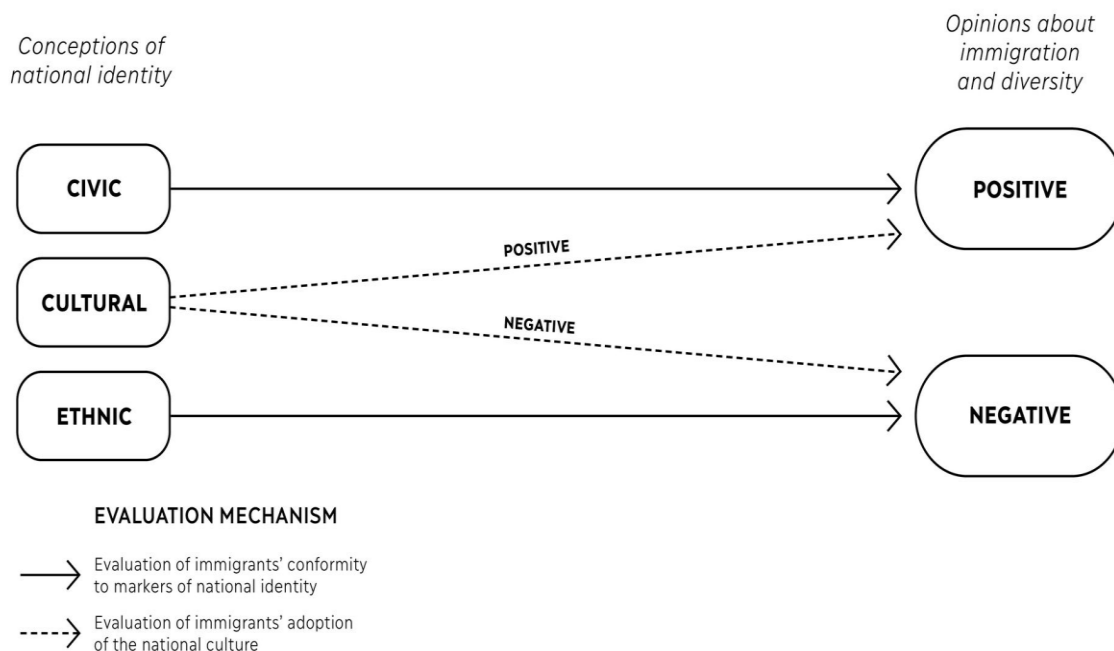 Conceptions of
national identity
Opinions about
immigration
and diversity
CIVIC
POSITIVE
POSITIVE
CULTURAL
NEGATIVE
ETHNIC
NEGATIVE
EVALUATION MECHANISM
Evaluation of immigrants’ conformity
to markers of national identity
Evaluation of immigrants’ adoption
of the national culture